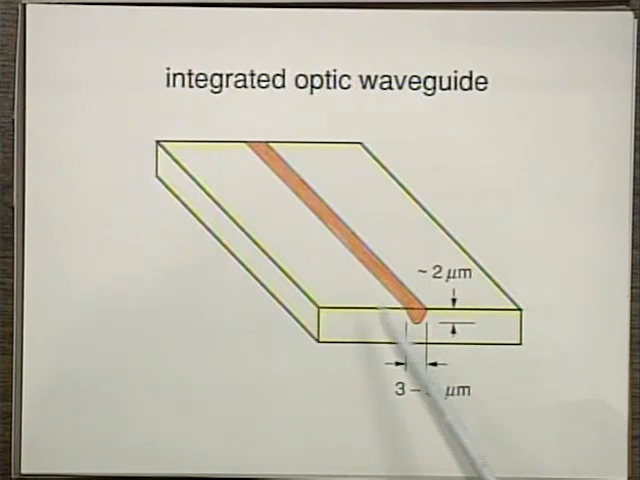 integrated optic waveguide
~ 2 μm
3 – μm